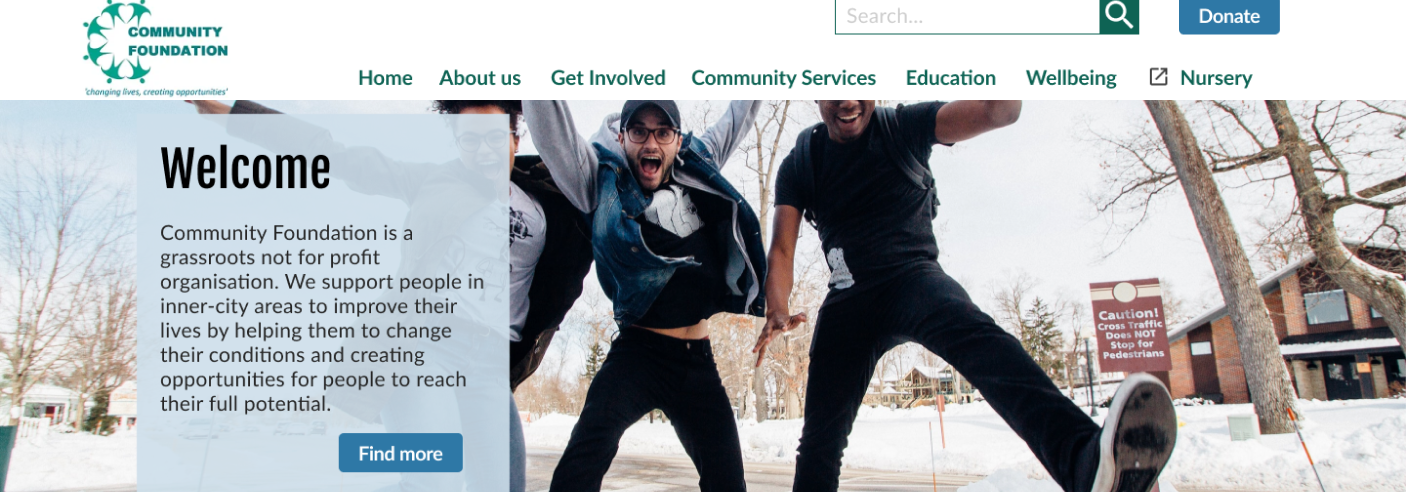 COMMUNITY
FOUNDATION
'changing lives, creating opportunities'
Search...
Donate
Home About us Get Involved Community Services Education Wellbeing Nursery
Welcome
Community Foundation is a
grassroots not for profit
organisation. We support people in
inner-city areas to improve their
lives by helping them to change
their conditions and creating
opportunities for people to reach
their full potential.
Find more
Caution!
Cross Traffic
Does NOT
Stop for
Pedestrians